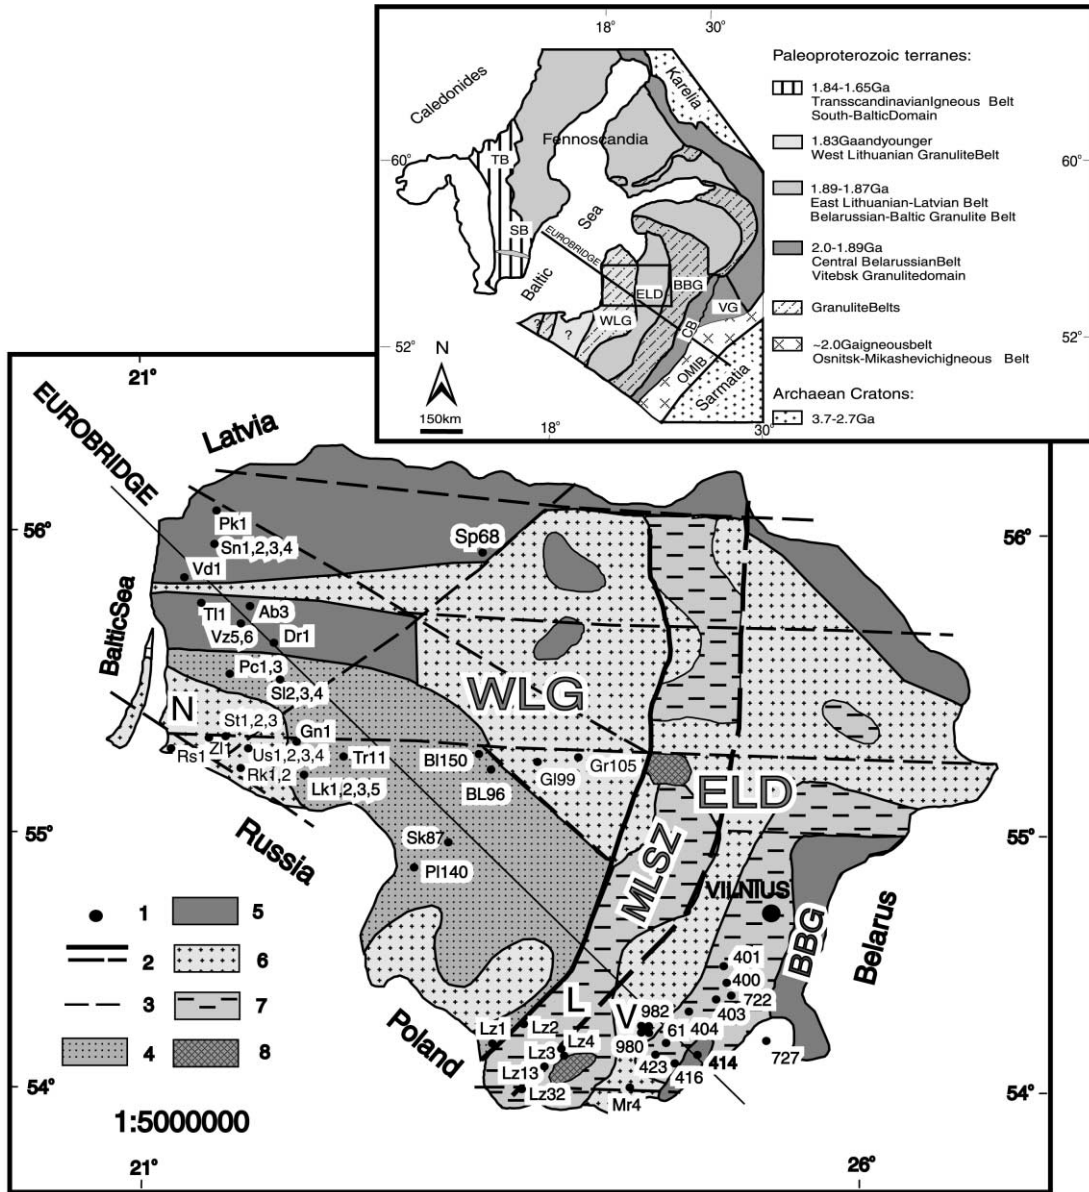 18°
30°
Caledonides
Karelia
Fennoscandia
60°
TB
SB
Sea
EUROBRIDGE
Baltic
ELD
BBG
VG
WLG
CB
?
?
52°
OMIB
Sarmatia
N
150km
18°
30°
Paleoproterozoic terranes:
1.84-1.65Ga
TransscandinavianIgneous Belt
South-BalticDomain
1.83Gaandyounger
West Lithuanian GranuliteBelt
60°
1.89-1.87Ga
East Lithuanian-Latvian Belt
Belarussian-Baltic Granulite Belt
2.0-1.89Ga
Central BelarussianBelt
Vitebsk Granulitedomain
GranuliteBelts
52°
~2.0Gaigneousbelt
Osnitsk-MikashevichIgneous Belt
Archaean Cratons:
3.7-2.7Ga
21°
EUROBRIDGE
Latvia
56°
56°
Pk1
Sn1,2,3,4
Sp68
Vd1
BalticSea
Tl1
Ab3
Vz5,6
Dr1
Pc1,3
Sl2,3,4
WLG
N
St1,2,3
Gn1
Rs1
Zl1
Us1,2,3,4
Tr11
Bl150
Gr105
Rk1,2
Lk1,2,3,5
BL96
Gl99
ELD
55°
55°
Russia
Sk87
Pl140
MLSZ
VILNIUS
BBG
Belarus
1
5
2
6
3
7
4
8
1:5000000
Poland
L
V
401
400
722
403
404
982
61
980
423
416
414
727
Lz1
Lz2
Lz3
Lz4
Lz13
Lz32
Mr4
54°
54°
21°
26°